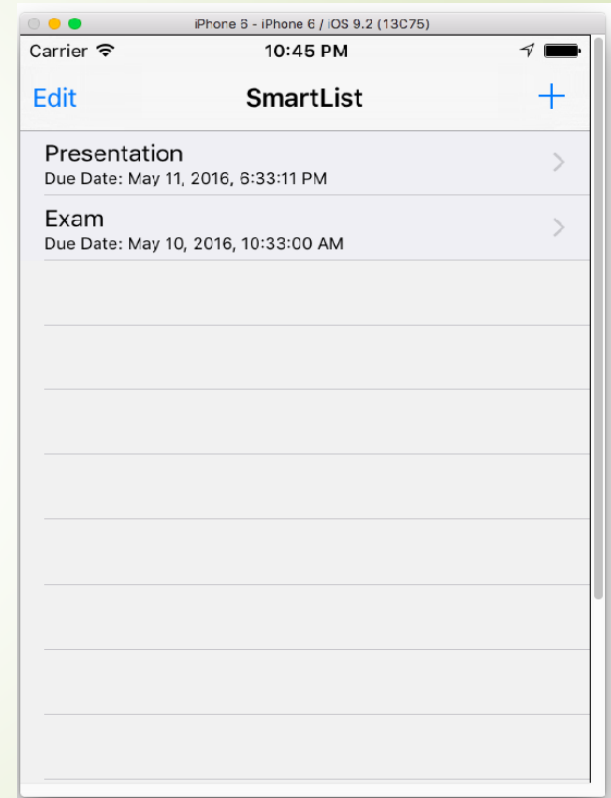 iPhone 6 - iPhone 6 / iOS 9.2 (13C75)
Carrier 10:45 PM
Edit SmartList +
Presentation
Due Date: May 11, 2016, 6:33:11 PM
Exam
Due Date: May 10, 2016, 10:33:00 AM